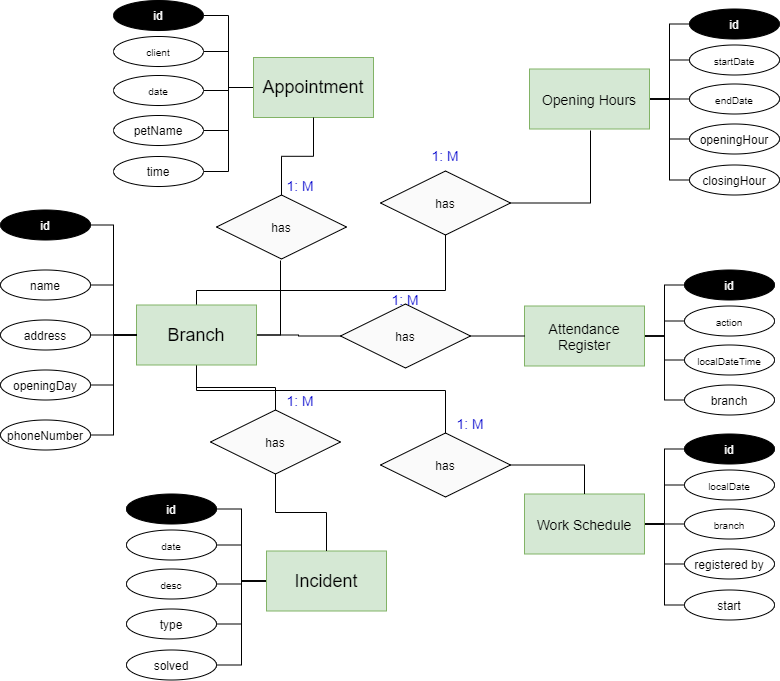 id
client
date
petName
time
Appointment
1: M
has
id
startDate
endDate
openingHour
closingHour
Opening Hours
1: M
has
id
name
address
openingDay
phoneNumber
Branch
1: M
has
Attendance
Register
id
action
localDateTime
branch
1: M
has
1: M
has
id
localDate
branch
registered by
start
Work Schedule
id
date
desc
type
solved
Incident